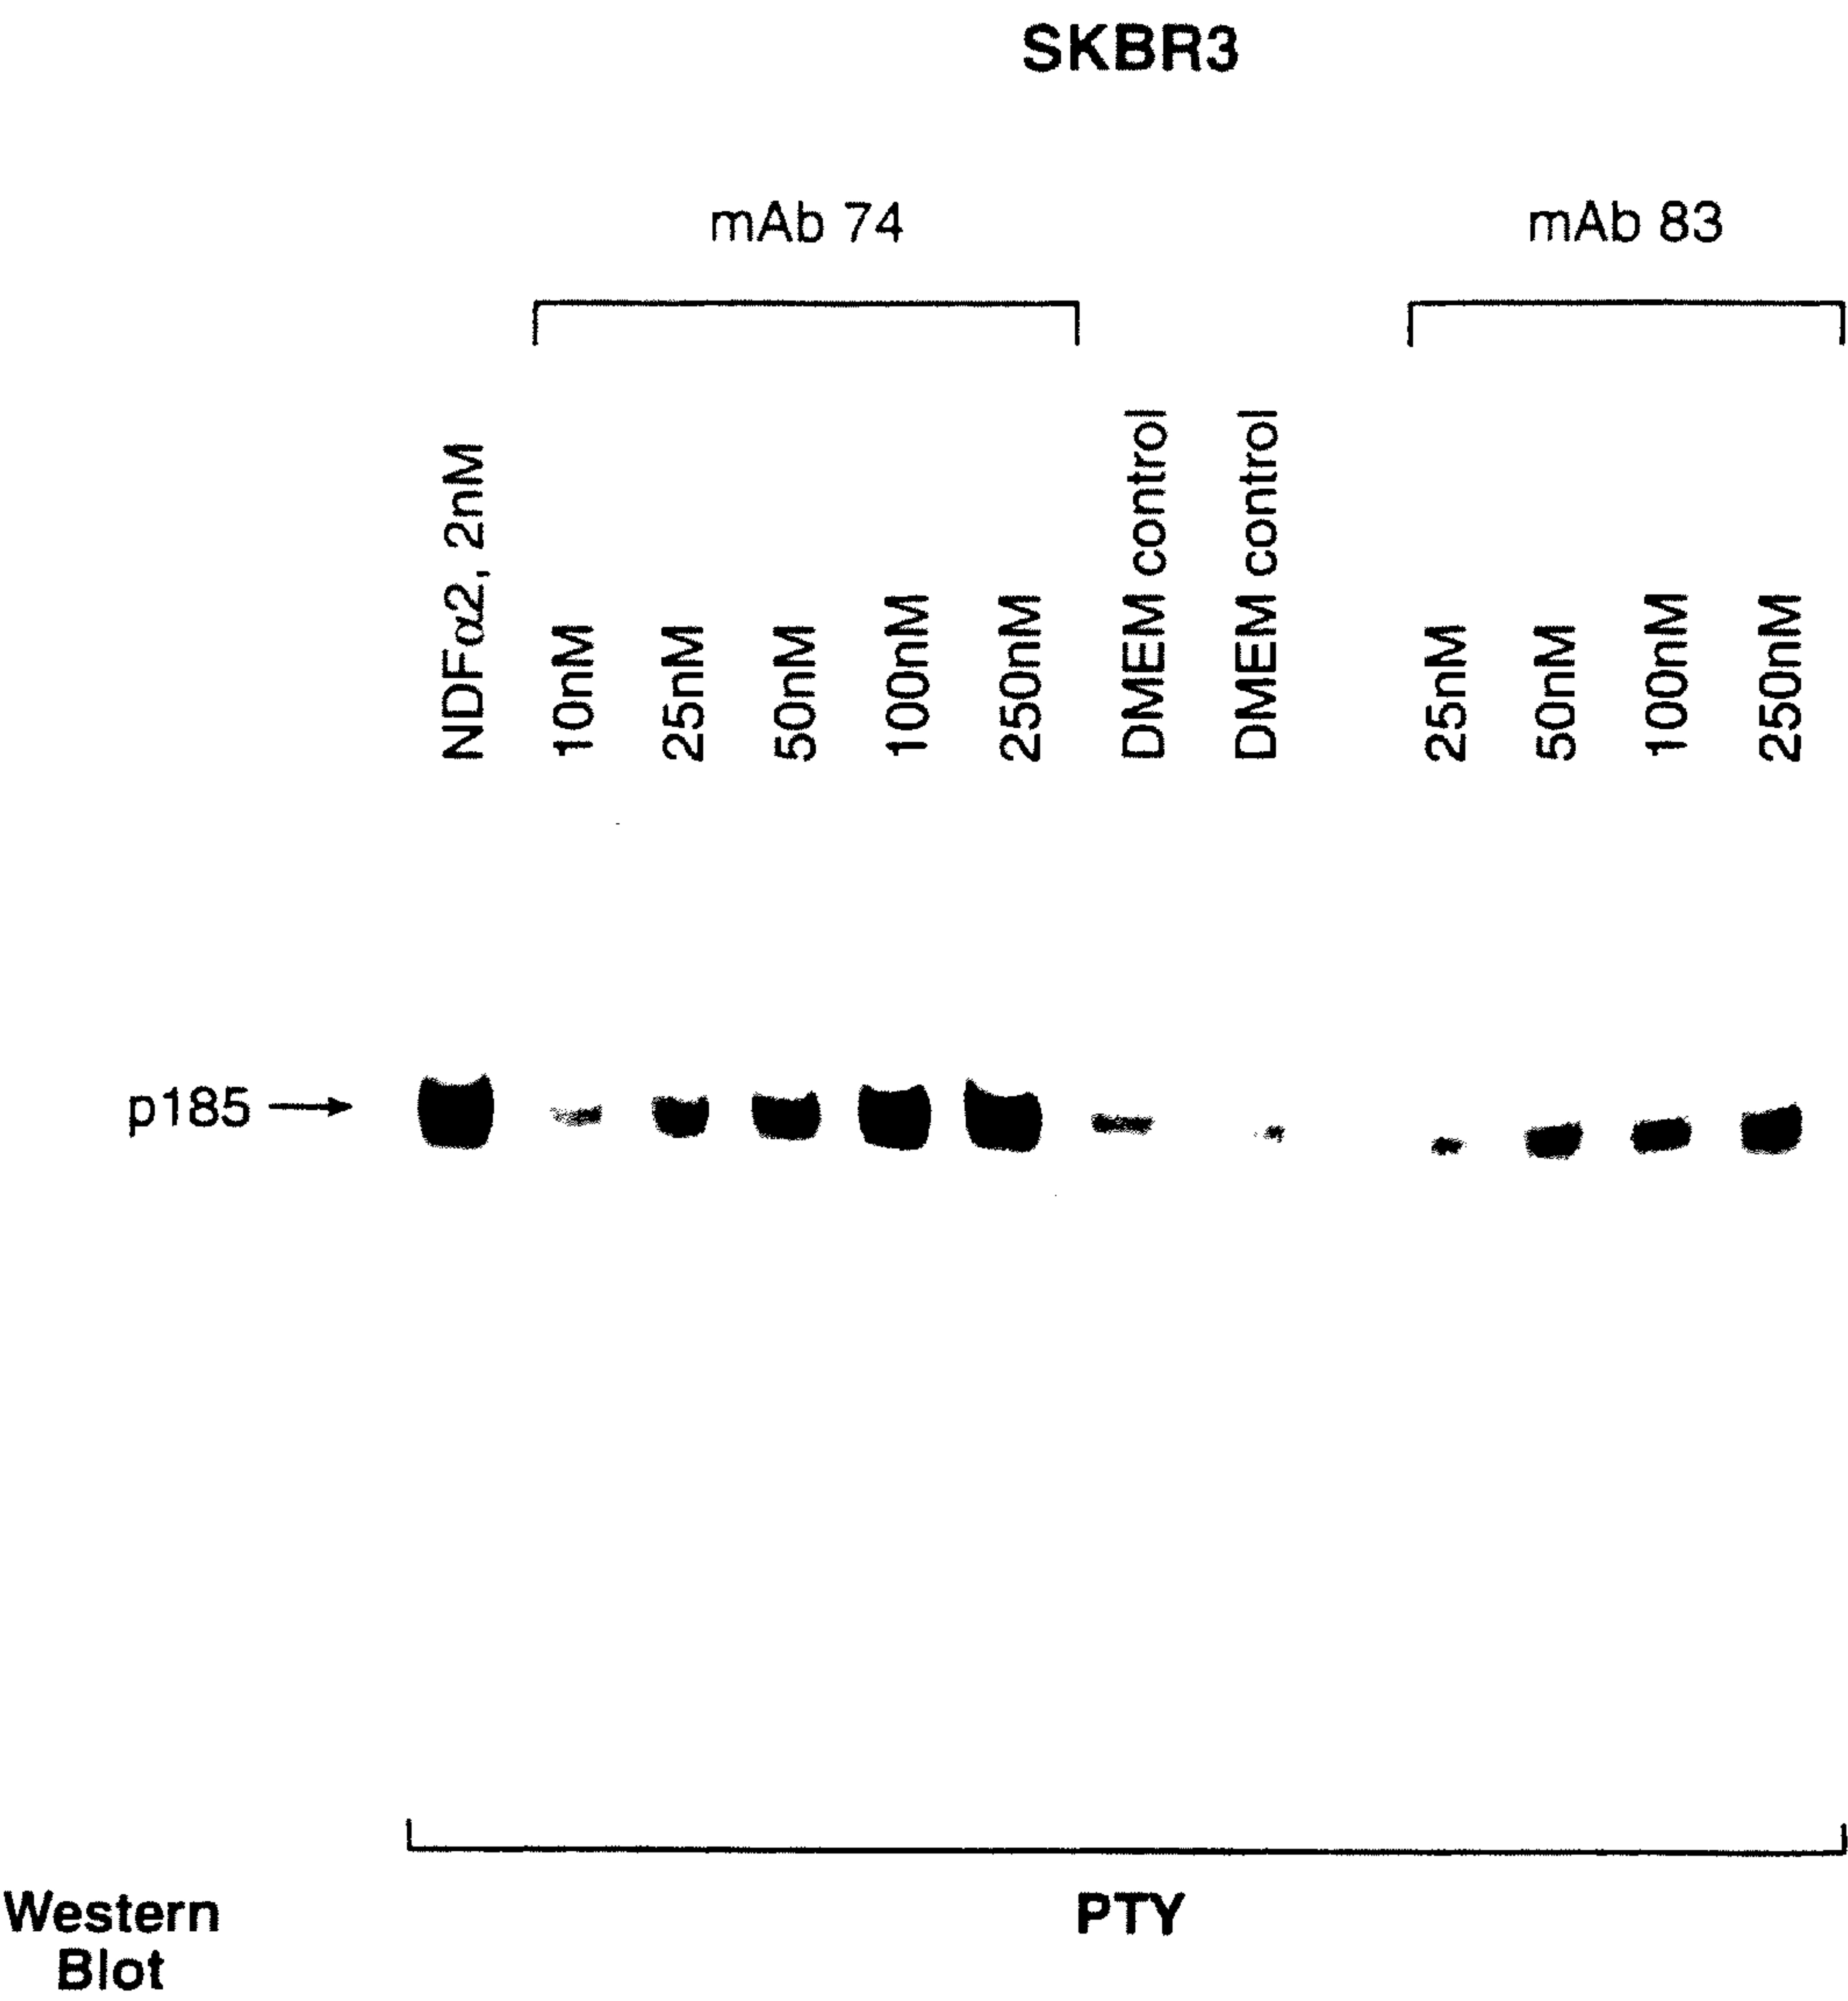 SKBR3
mAb 74
mAb 83
NDFα2, 2nM
10nM
25nM
50nM
100nM
250nM
DMEM control
DMEM control
25nM
50nM
100nM
250nM
p185
Western
Blot
PTY